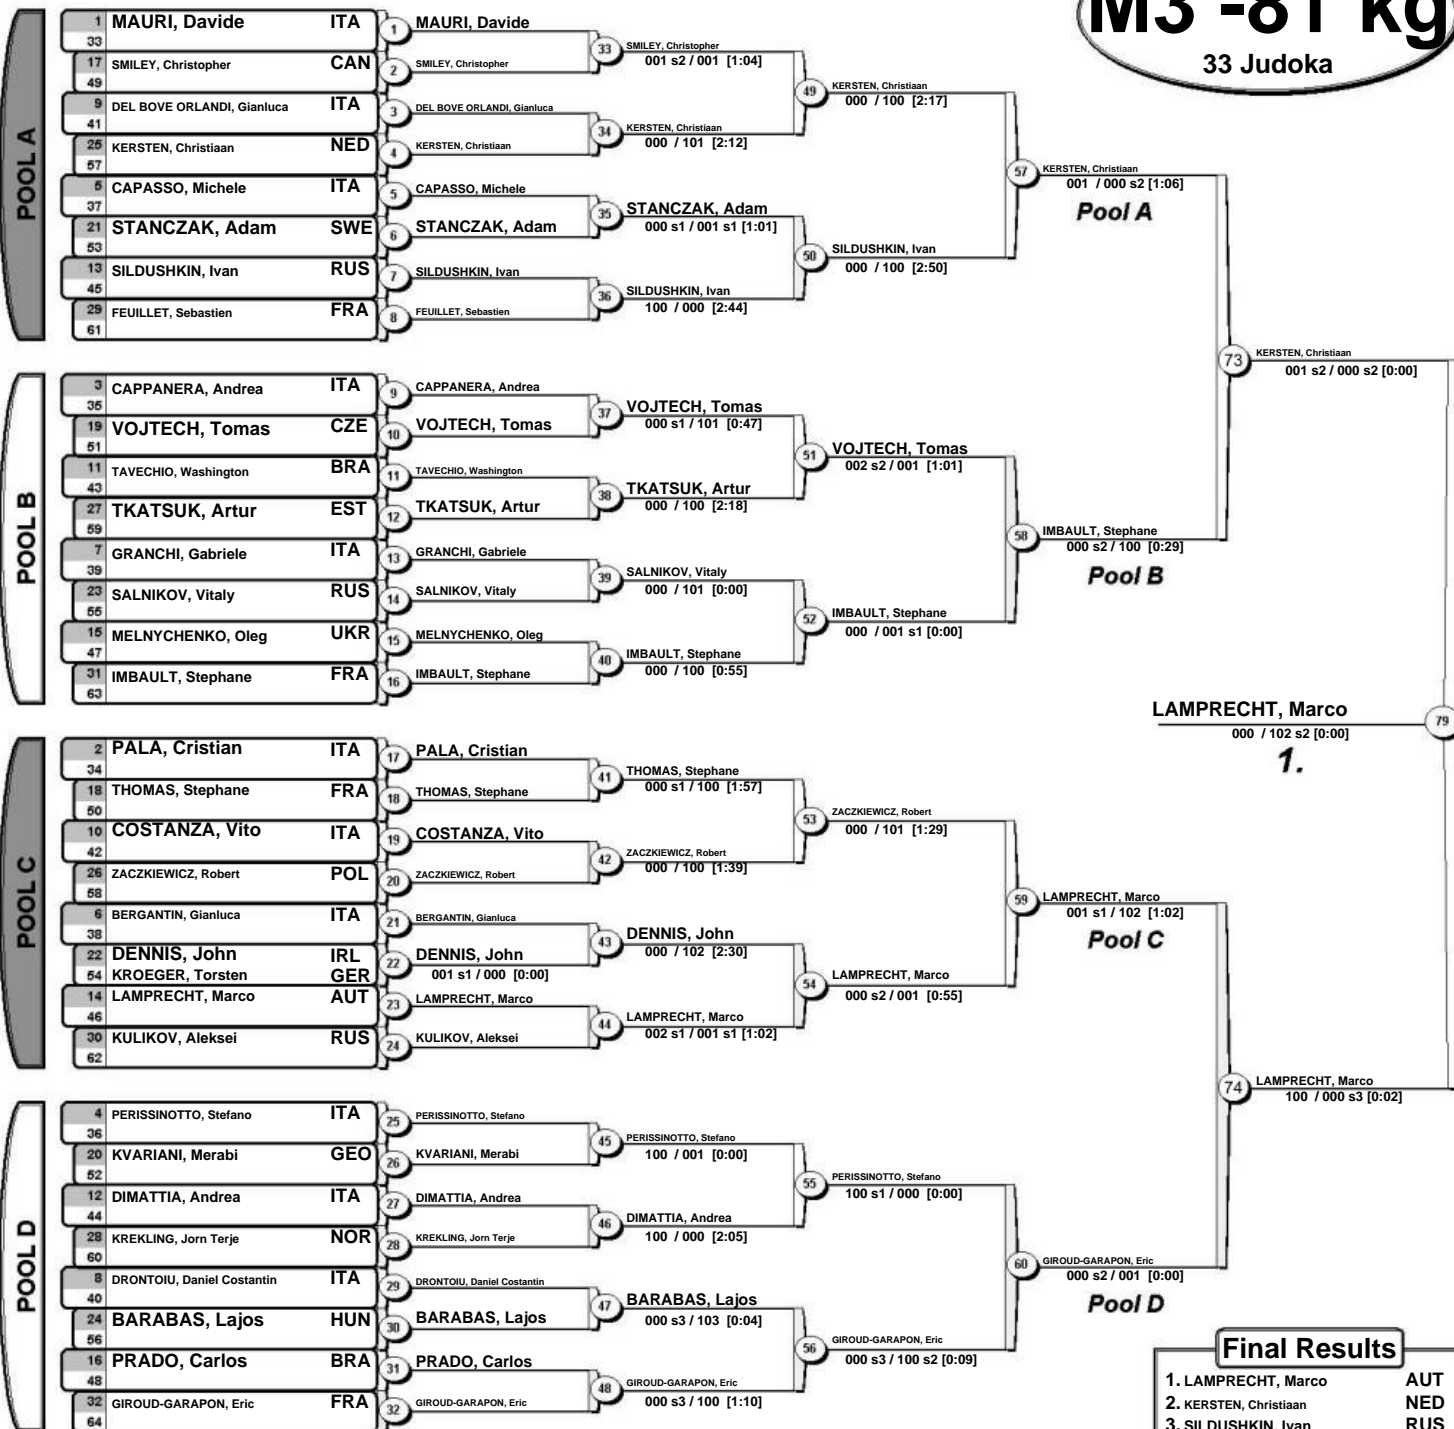 M3 -81 kg
33 Judoka
POOL A
1 MAURI, Davide ITA
33
17 SMILEY, Christopher CAN
49
9 DEL BOVE ORLANDI, Gianluca ITA
41
25 KERSTEN, Christiaan NED
57
5 CAPASSO, Michele ITA
37
21 STANCZAK, Adam SWE
53
13 SILDUSHKIN, Ivan RUS
45
29 FEUILLET, Sebastien FRA
61
1 MAURI, Davide
2 SMILEY, Christopher
3 DEL BOVE ORLANDI, Gianluca
4 KERSTEN, Christiaan
5 CAPASSO, Michele
6 STANCZAK, Adam
7 SILDUSHKIN, Ivan
8 FEUILLET, Sebastien
33 SMILEY, Christopher
001 s2 / 001 [1:04]
34 KERSTEN, Christiaan
000 / 101 [2:12]
35 STANCZAK, Adam
000 s1 / 001 s1 [1:01]
36 SILDUSHKIN, Ivan
100 / 000 [2:44]
49 KERSTEN, Christiaan
000 / 100 [2:17]
50 SILDUSHKIN, Ivan
000 / 100 [2:50]
57 KERSTEN, Christiaan
001 / 000 s2 [1:06]
Pool A
POOL B
3 CAPPANERA, Andrea ITA
35
19 VOJTECH, Tomas CZE
51
11 TAVECHIO, Washington BRA
43
27 TKATSUK, Artur EST
59
7 GRANCHI, Gabriele ITA
39
23 SALNIKOV, Vitaly RUS
55
15 MELNYCHENKO, Oleg UKR
47
31 IMBAULT, Stephane FRA
63
9 CAPPANERA, Andrea
10 VOJTECH, Tomas
11 TAVECHIO, Washington
12 TKATSUK, Artur
13 GRANCHI, Gabriele
14 SALNIKOV, Vitaly
15 MELNYCHENKO, Oleg
16 IMBAULT, Stephane
37 VOJTECH, Tomas
000 s1 / 101 [0:47]
38 TKATSUK, Artur
000 / 100 [2:18]
39 SALNIKOV, Vitaly
000 / 101 [0:00]
40 IMBAULT, Stephane
000 / 100 [0:55]
51 VOJTECH, Tomas
002 s2 / 001 [1:01]
52 IMBAULT, Stephane
000 / 001 s1 [0:00]
58 IMBAULT, Stephane
000 s2 / 100 [0:29]
Pool B
73 KERSTEN, Christiaan
001 s2 / 000 s2 [0:00]
LAMPRECHT, Marco 79
000 / 102 s2 [0:00]
1.
POOL C
2 PALA, Cristian ITA
34
18 THOMAS, Stephane FRA
50
10 COSTANZA, Vito ITA
42
26 ZACZKIEWICZ, Robert POL
58
6 BERGANTIN, Gianluca ITA
38
22 DENNIS, John IRL
54 KROEGER, Torsten GER
14 LAMPRECHT, Marco AUT
46
30 KULIKOV, Aleksei RUS
62
17 PALA, Cristian
18 THOMAS, Stephane
19 COSTANZA, Vito
20 ZACZKIEWICZ, Robert
21 BERGANTIN, Gianluca
22 DENNIS, John
001 s1 / 000 [0:00]
23 LAMPRECHT, Marco
24 KULIKOV, Aleksei
41 THOMAS, Stephane
000 s1 / 100 [1:57]
42 ZACZKIEWICZ, Robert
000 / 100 [1:39]
43 DENNIS, John
000 / 102 [2:30]
44 LAMPRECHT, Marco
002 s1 / 001 s1 [1:02]
53 ZACZKIEWICZ, Robert
000 / 101 [1:29]
54 LAMPRECHT, Marco
000 s2 / 001 [0:55]
59 LAMPRECHT, Marco
001 s1 / 102 [1:02]
Pool C
POOL D
4 PERISSINOTTO, Stefano ITA
36
20 KVARIANI, Merabi GEO
52
12 DIMATTIA, Andrea ITA
44
28 KREKLING, Jorn Terje NOR
60
8 DRONTOIU, Daniel Costantin ITA
40
24 BARABAS, Lajos HUN
56
16 PRADO, Carlos BRA
48
32 GIROUD-GARAPON, Eric FRA
64
25 PERISSINOTTO, Stefano
26 KVARIANI, Merabi
27 DIMATTIA, Andrea
28 KREKLING, Jorn Terje
29 DRONTOIU, Daniel Costantin
30 BARABAS, Lajos
31 PRADO, Carlos
32 GIROUD-GARAPON, Eric
45 PERISSINOTTO, Stefano
100 / 001 [0:00]
46 DIMATTIA, Andrea
100 / 000 [2:05]
47 BARABAS, Lajos
000 s3 / 103 [0:04]
48 GIROUD-GARAPON, Eric
000 s3 / 100 [1:10]
55 PERISSINOTTO, Stefano
100 s1 / 000 [0:00]
56 GIROUD-GARAPON, Eric
000 s3 / 100 s2 [0:09]
60 GIROUD-GARAPON, Eric
000 s2 / 001 [0:00]
Pool D
74 LAMPRECHT, Marco
100 / 000 s3 [0:02]
Final Results
1. LAMPRECHT, Marco AUT
2. KERSTEN, Christiaan NED
3. SILDUSHKIN, Ivan RUS